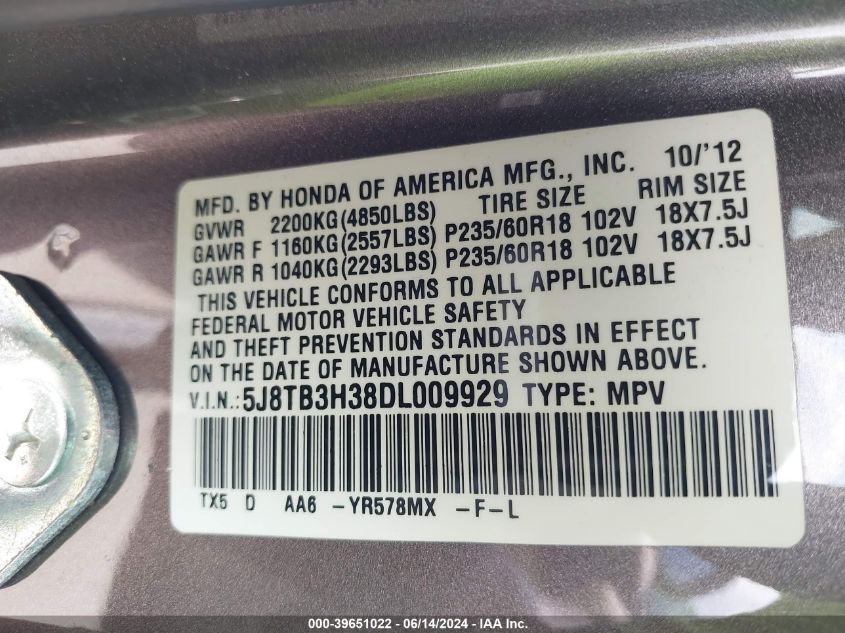 MFD. BY HONDA OF AMERICA MFG., INC. 10/'12
GVWR 2200KG(4850LBS) TIRE SIZE RIM SIZE
GAWR F 1160KG(2557LBS) P235/60R18 102V 18X7.5J
GAWR R 1040KG(2293LBS) P235/60R18 102V 18X7.5J
THIS VEHICLE CONFORMS TO ALL APPLICABLE
FEDERAL MOTOR VEHICLE SAFETY
AND THEFT PREVENTION STANDARDS IN EFFECT
ON THE DATE OF MANUFACTURE SHOWN ABOVE.
V.I.N.: 5J8TB3H38DL009929 TYPE: MPV
TX5 D AA6 -YR578MX -F-L
000-39651022 - 06/14/2024 - IAA Inc.